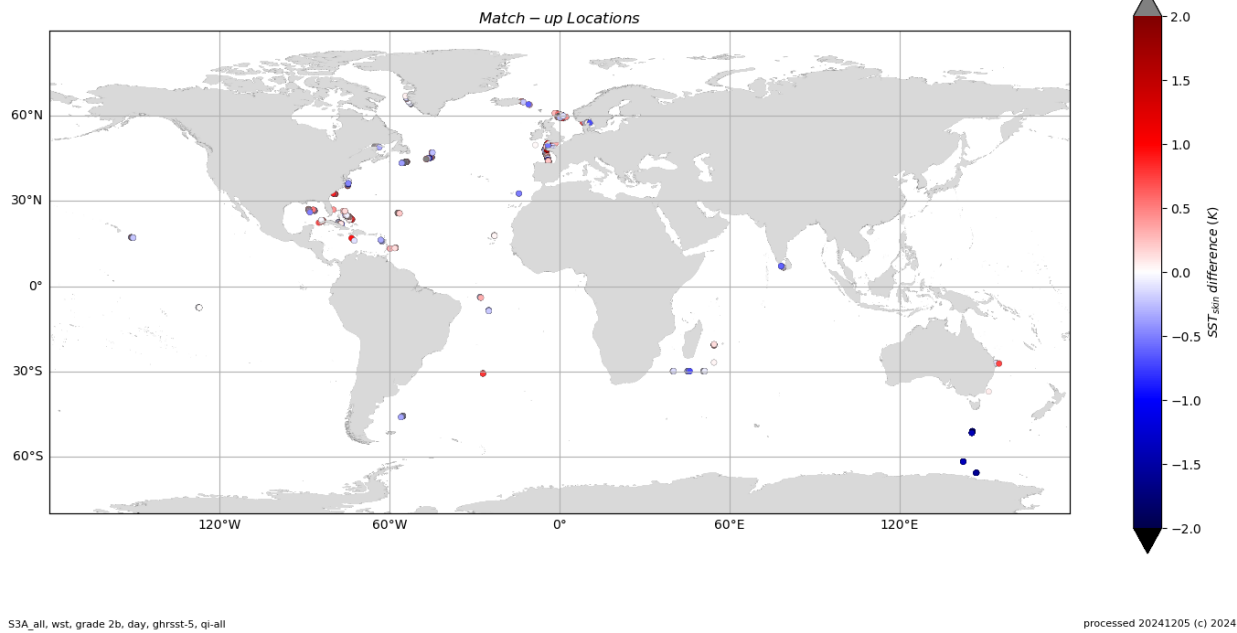 Match – up Locations
60°N
30°N
0°
30°S
60°S
120°W
60°W
0°
60°E
120°E
2.0
1.5
1.0
0.5
0.0
−0.5
−1.0
−1.5
−2.0
SSTskin difference (K)
S3A_all, wst, grade 2b, day, ghrsst-5, qi-all
processed 20241205 (c) 2024